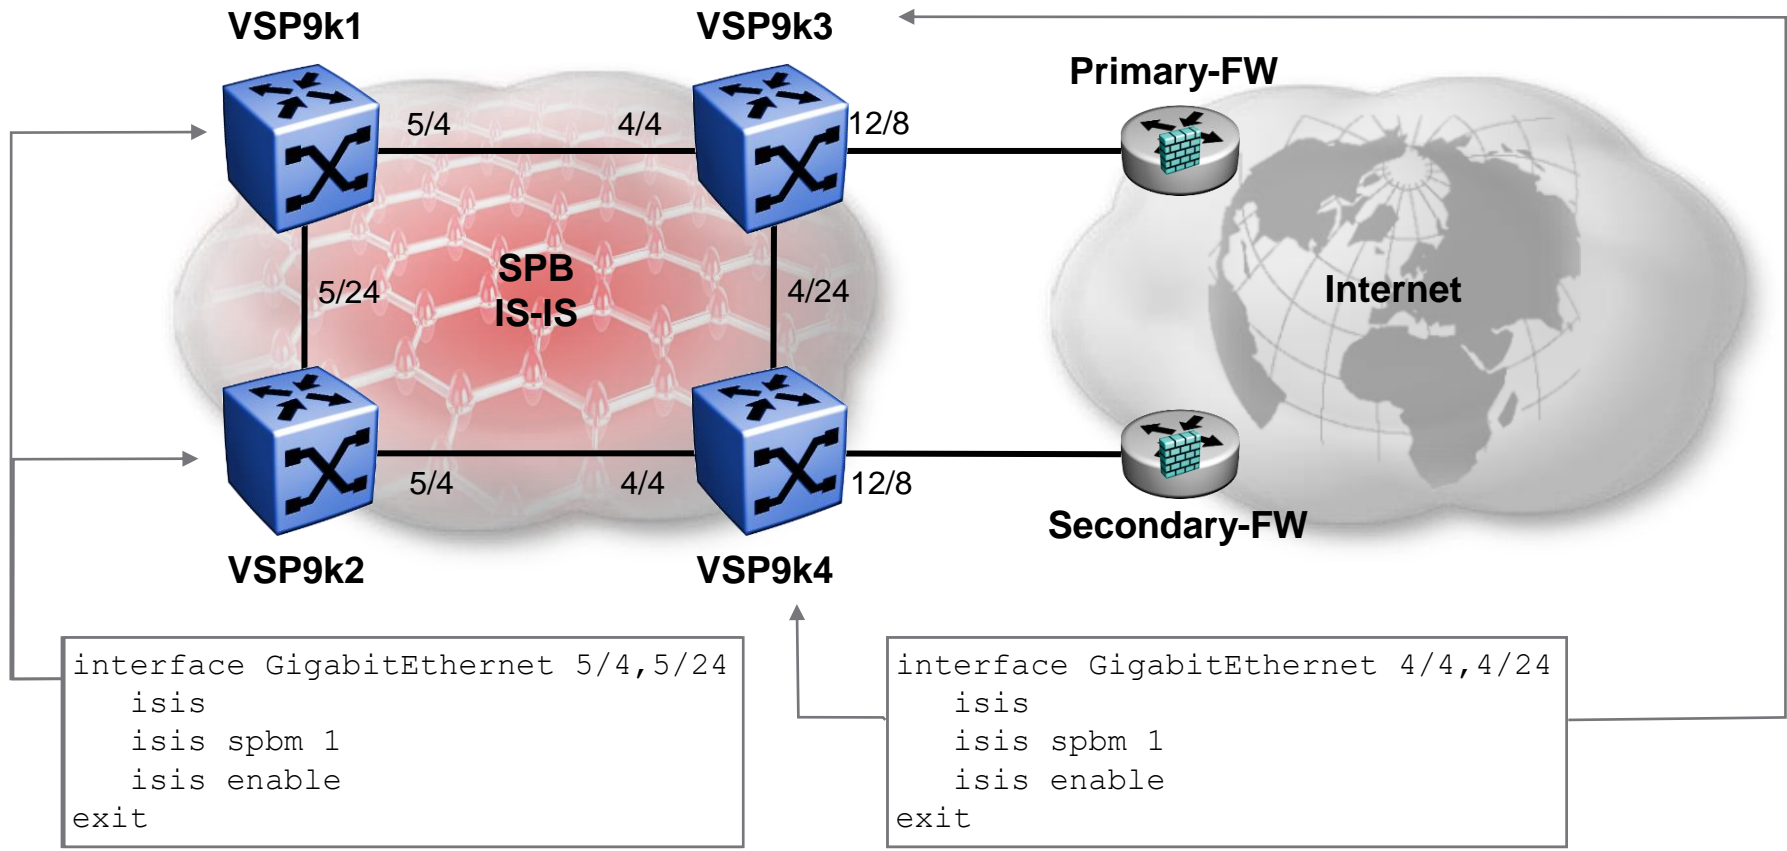 VSP9k1
VSP9k3
Primary-FW
5/4
4/4
12/8
SPB
IS-IS
5/24
4/24
Internet
5/4
4/4
12/8
Secondary-FW
VSP9k2
VSP9k4
interface GigabitEthernet 5/4,5/24
isis
isis spbm 1
isis enable
exit
interface GigabitEthernet 4/4,4/24
isis
isis spbm 1
isis enable
exit